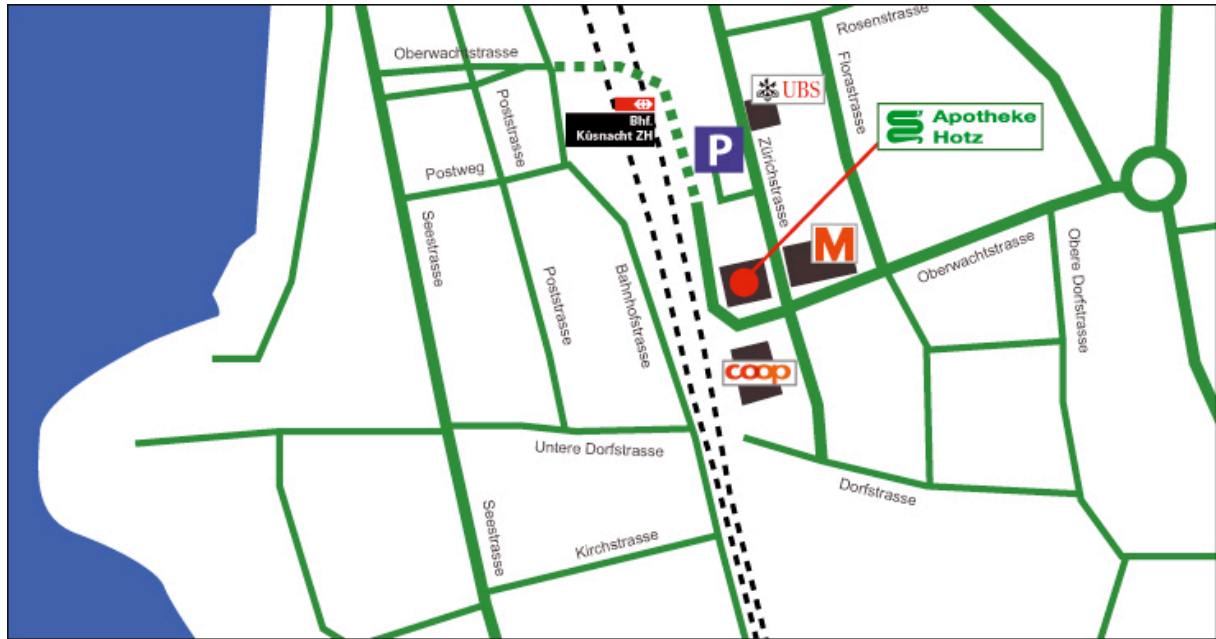 Rosenstrasse
Oberwachtstrasse
Florastrasse
UBS
Poststrasse
Bhf.
Küsnacht ZH
Apotheke
Hotz
P
Zürichstrasse
Postweg
Seestrasse
M
Oberwachtstrasse
Obere Dorfstrasse
Poststrasse
Bahnhofstrasse
coop
Untere Dorfstrasse
Dorfstrasse
Seestrasse
Kirchstrasse